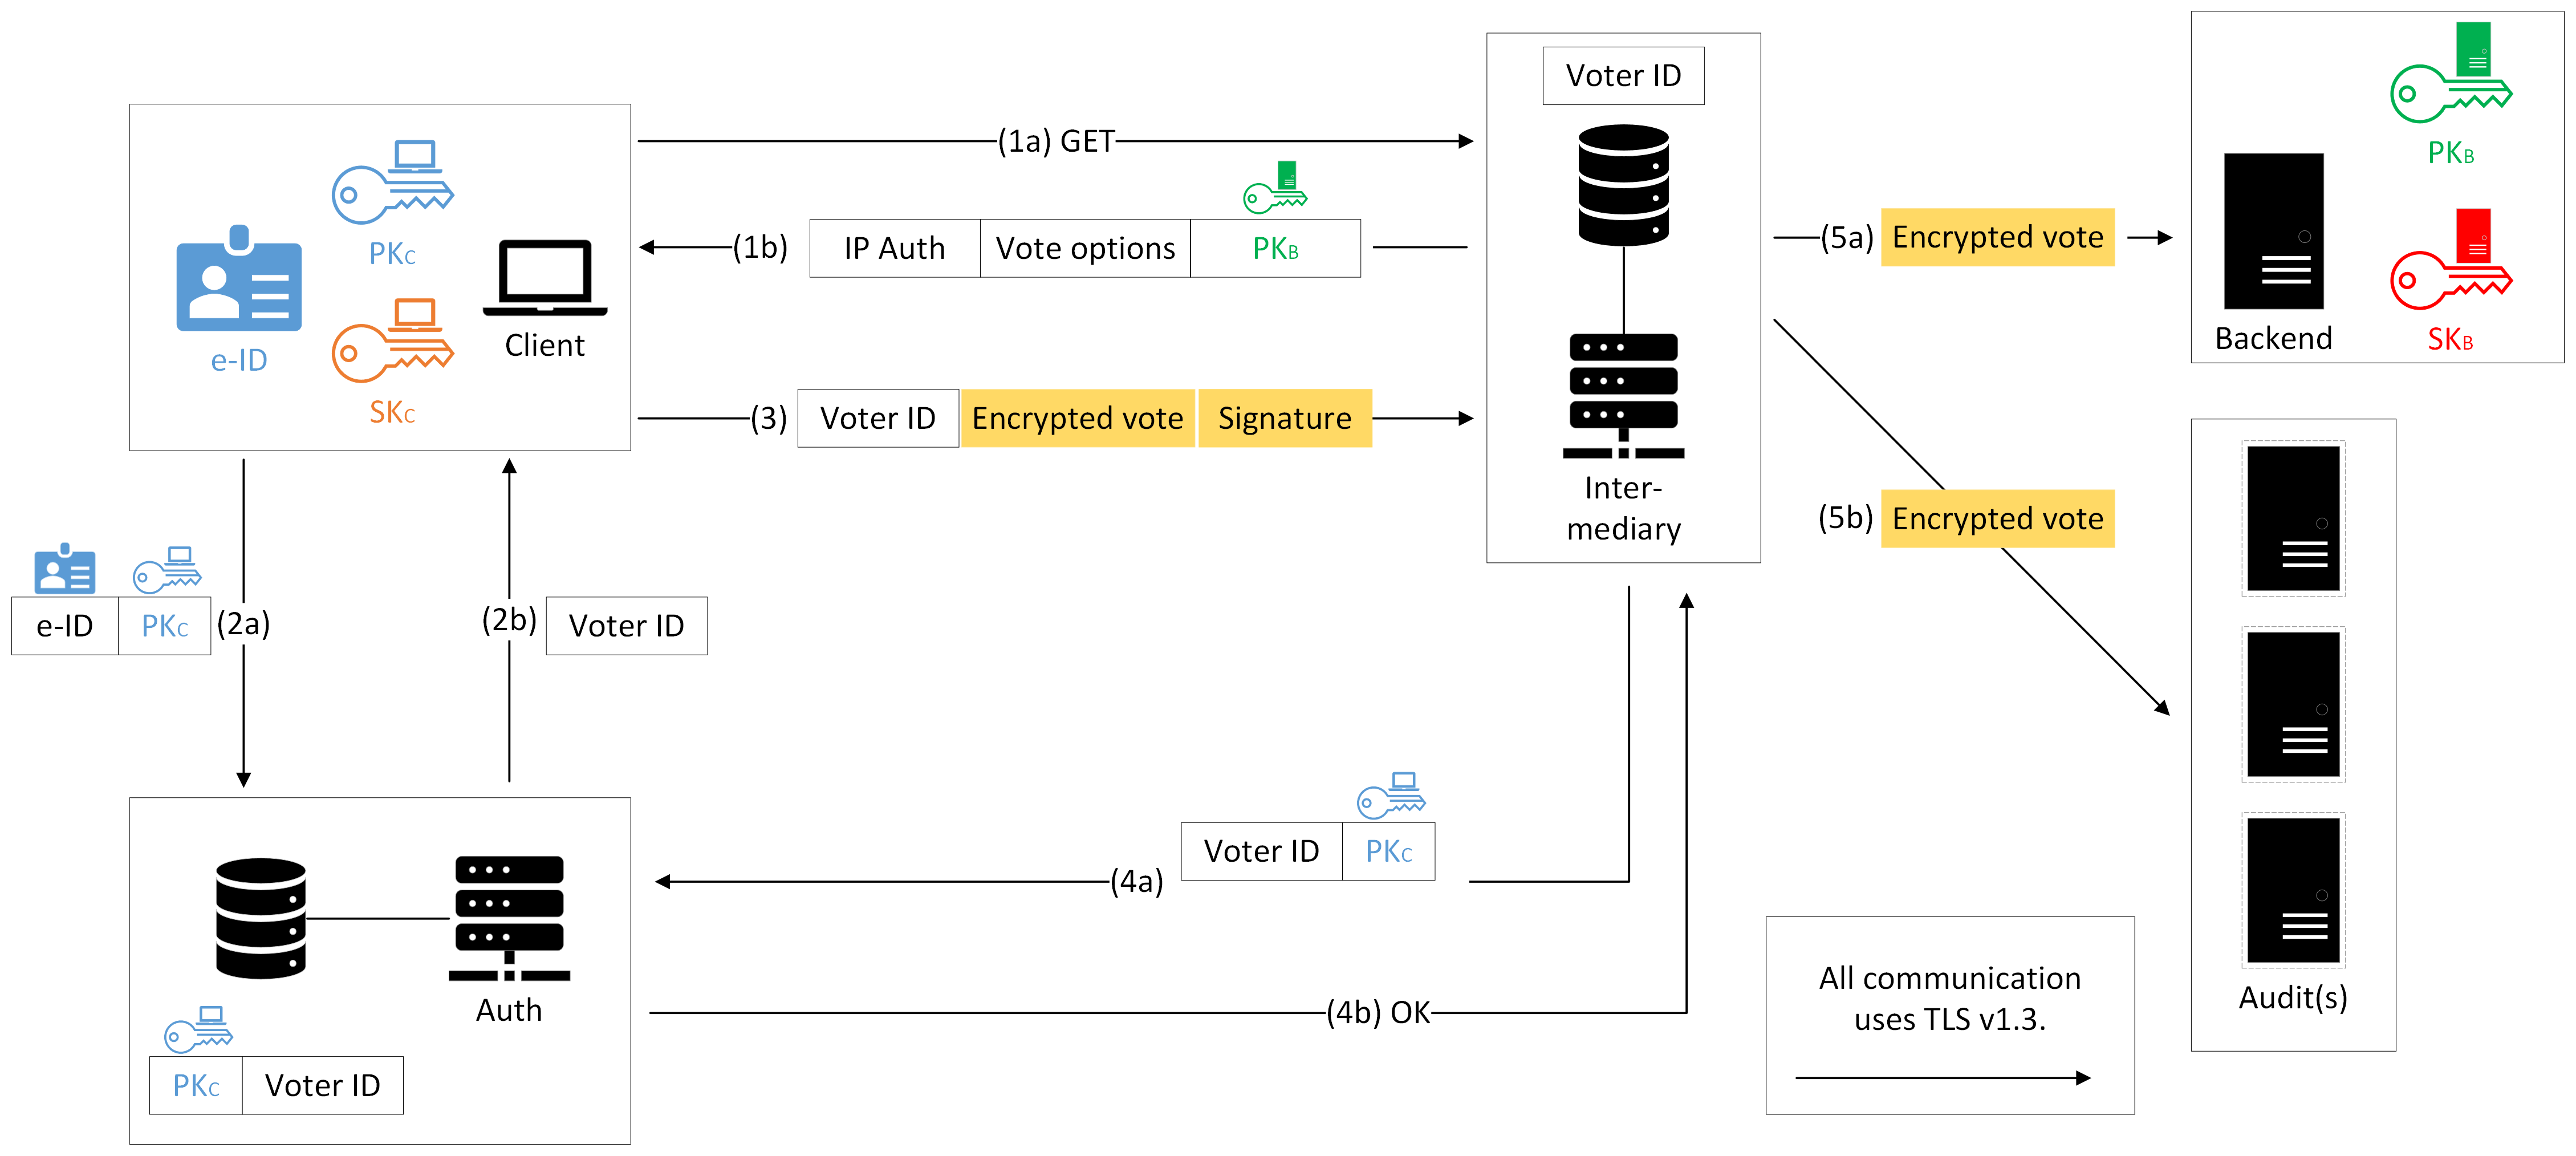 Voter ID
PKB
(1a) GET
PKC
(1b)
IP Auth
Vote options
PKB
(5a)
Encrypted vote
Client
e-ID
SKC
Backend
SKB
(3)
Voter ID
Encrypted vote
Signature
Inter-
mediary
(5b)
Encrypted vote
e-ID
PKC
(2a)
(2b)
Voter ID
Voter ID
PKC
(4a)
Auth
(4b) OK
PKC
Voter ID
All communication
uses TLS v1.3.
Audit(s)